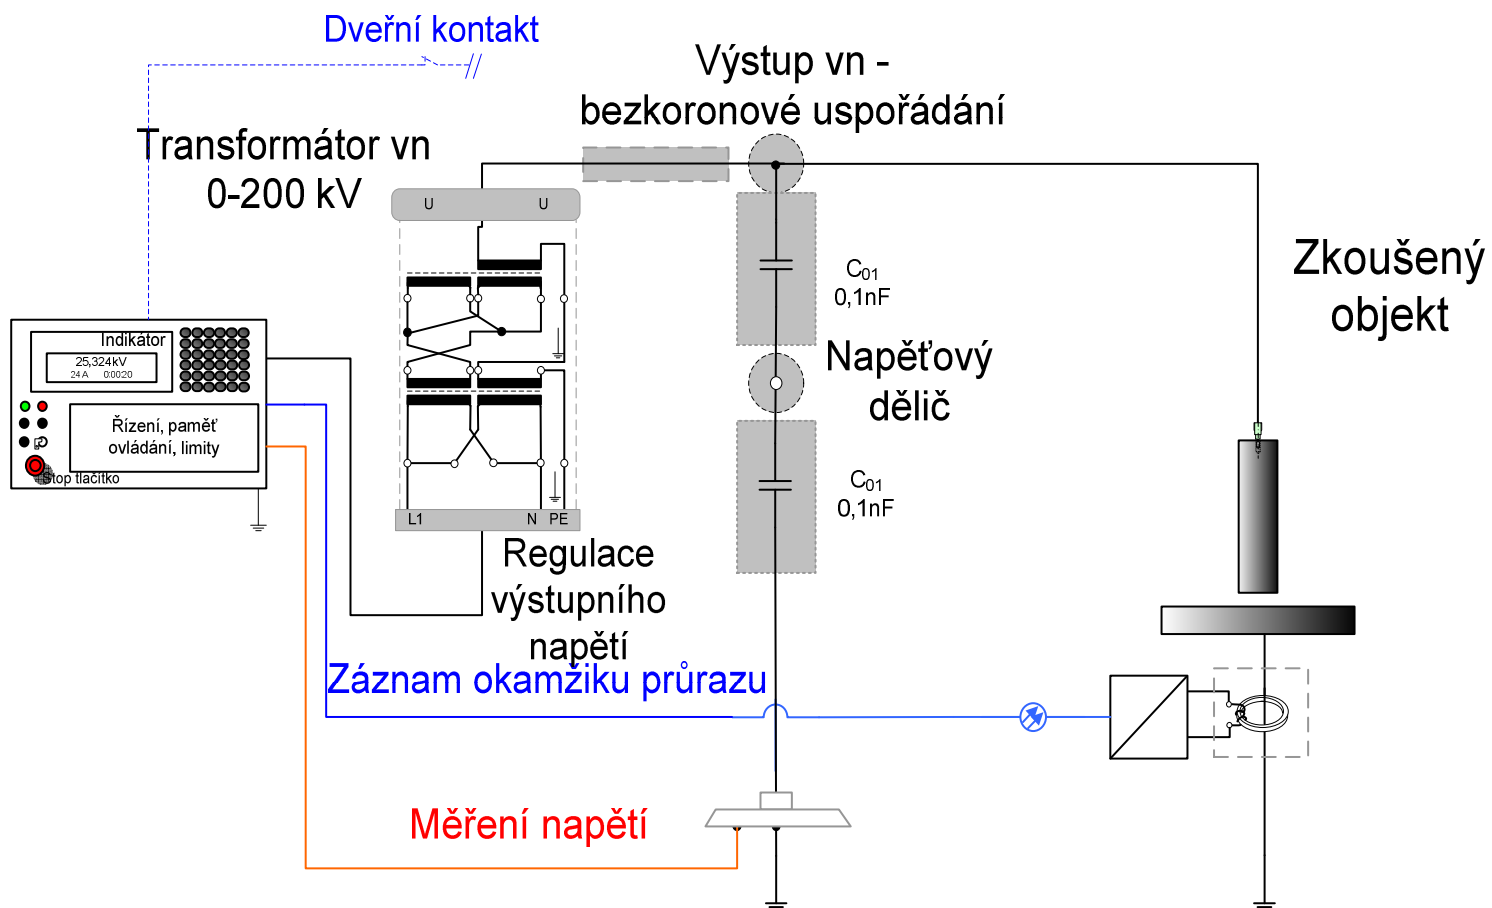 Dveřní kontakt
Výstup vn -
bezkoronové uspořádání
Transformátor vn
0-200 kV
U
U
C01
0,1nF
Zkoušený
objekt
Indikátor
25,324kV
24 A 0:00:20
Řízení, paměť
ovládání, limity
Stop tlačítko
Napěťový
dělič
C01
0,1nF
L1 N PE
Regulace
výstupního
napětí
Záznam okamžiku průrazu
Měření napětí